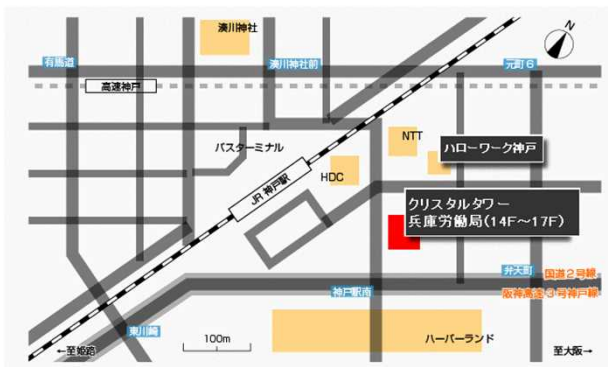 湊川神社
N
有馬道
湊川神社前
元町6
高速神戸
バスターミナル
NTT
ハローワーク神戸
HDC
JR 神戸駅
クリスタルタワー
兵庫労働局(14F～17F)
弁天町
国道2号線
神戸駅南
阪神高速3号神戸線
東川崎
100m
ハーバーランド
←至姫路
至大阪→